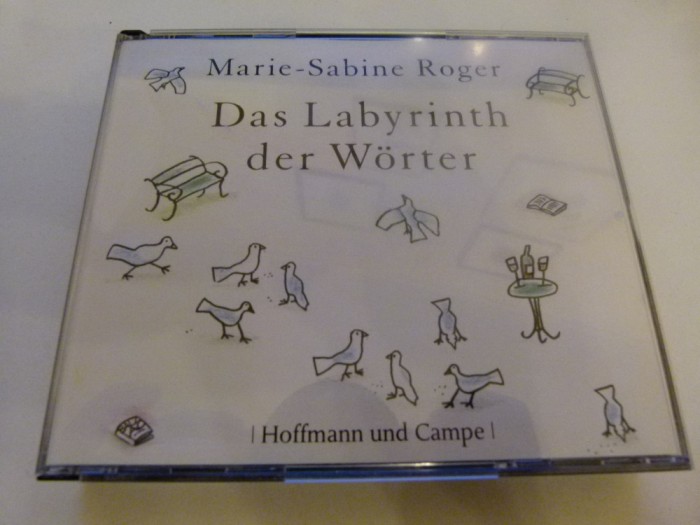 Marie-Sabine Roger
Das Labyrinth
der Wörter
| Hoffmann und Campe |